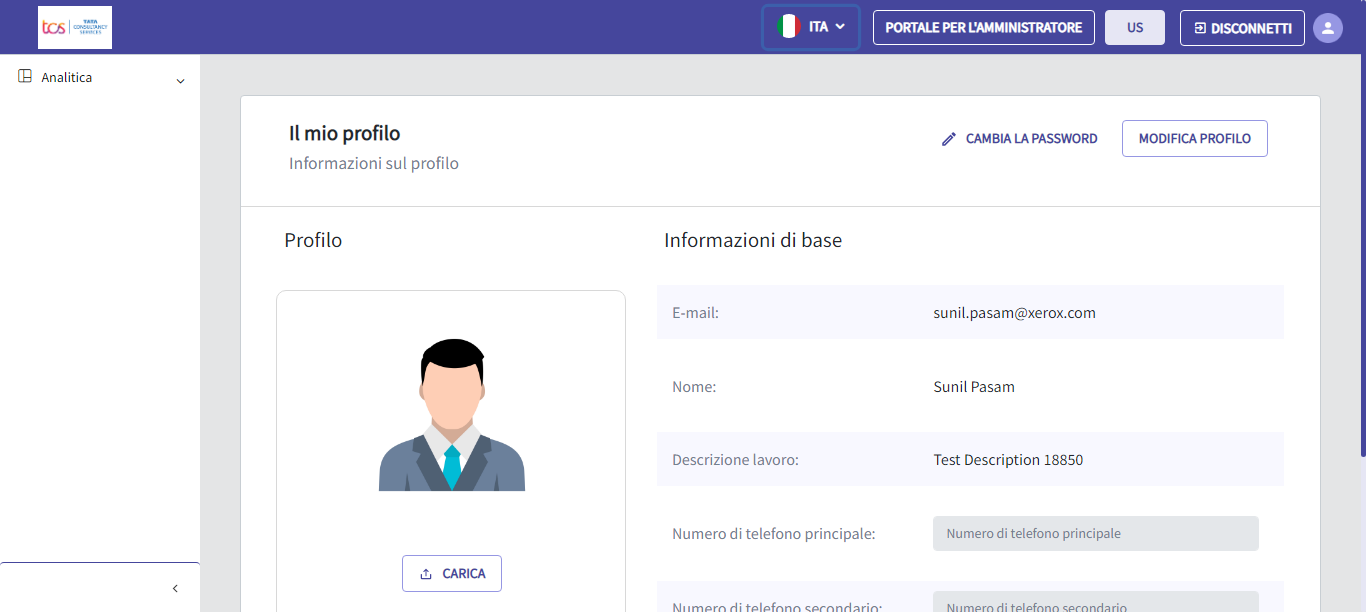 tcs TATA CONSULTANCY SERVICES
ITA
PORTALE PER L'AMMINISTRATORE
US
DISCONNETTI
Analitica
Il mio profilo
Informazioni sul profilo
CAMBIA LA PASSWORD
MODIFICA PROFILO
Profilo
CARICA
Informazioni di base
E-mail: sunil.pasam@xerox.com
Nome: Sunil Pasam
Descrizione lavoro: Test Description 18850
Numero di telefono principale: Numero di telefono principale
Numero di telefono secondario: Numero di telefono secondario